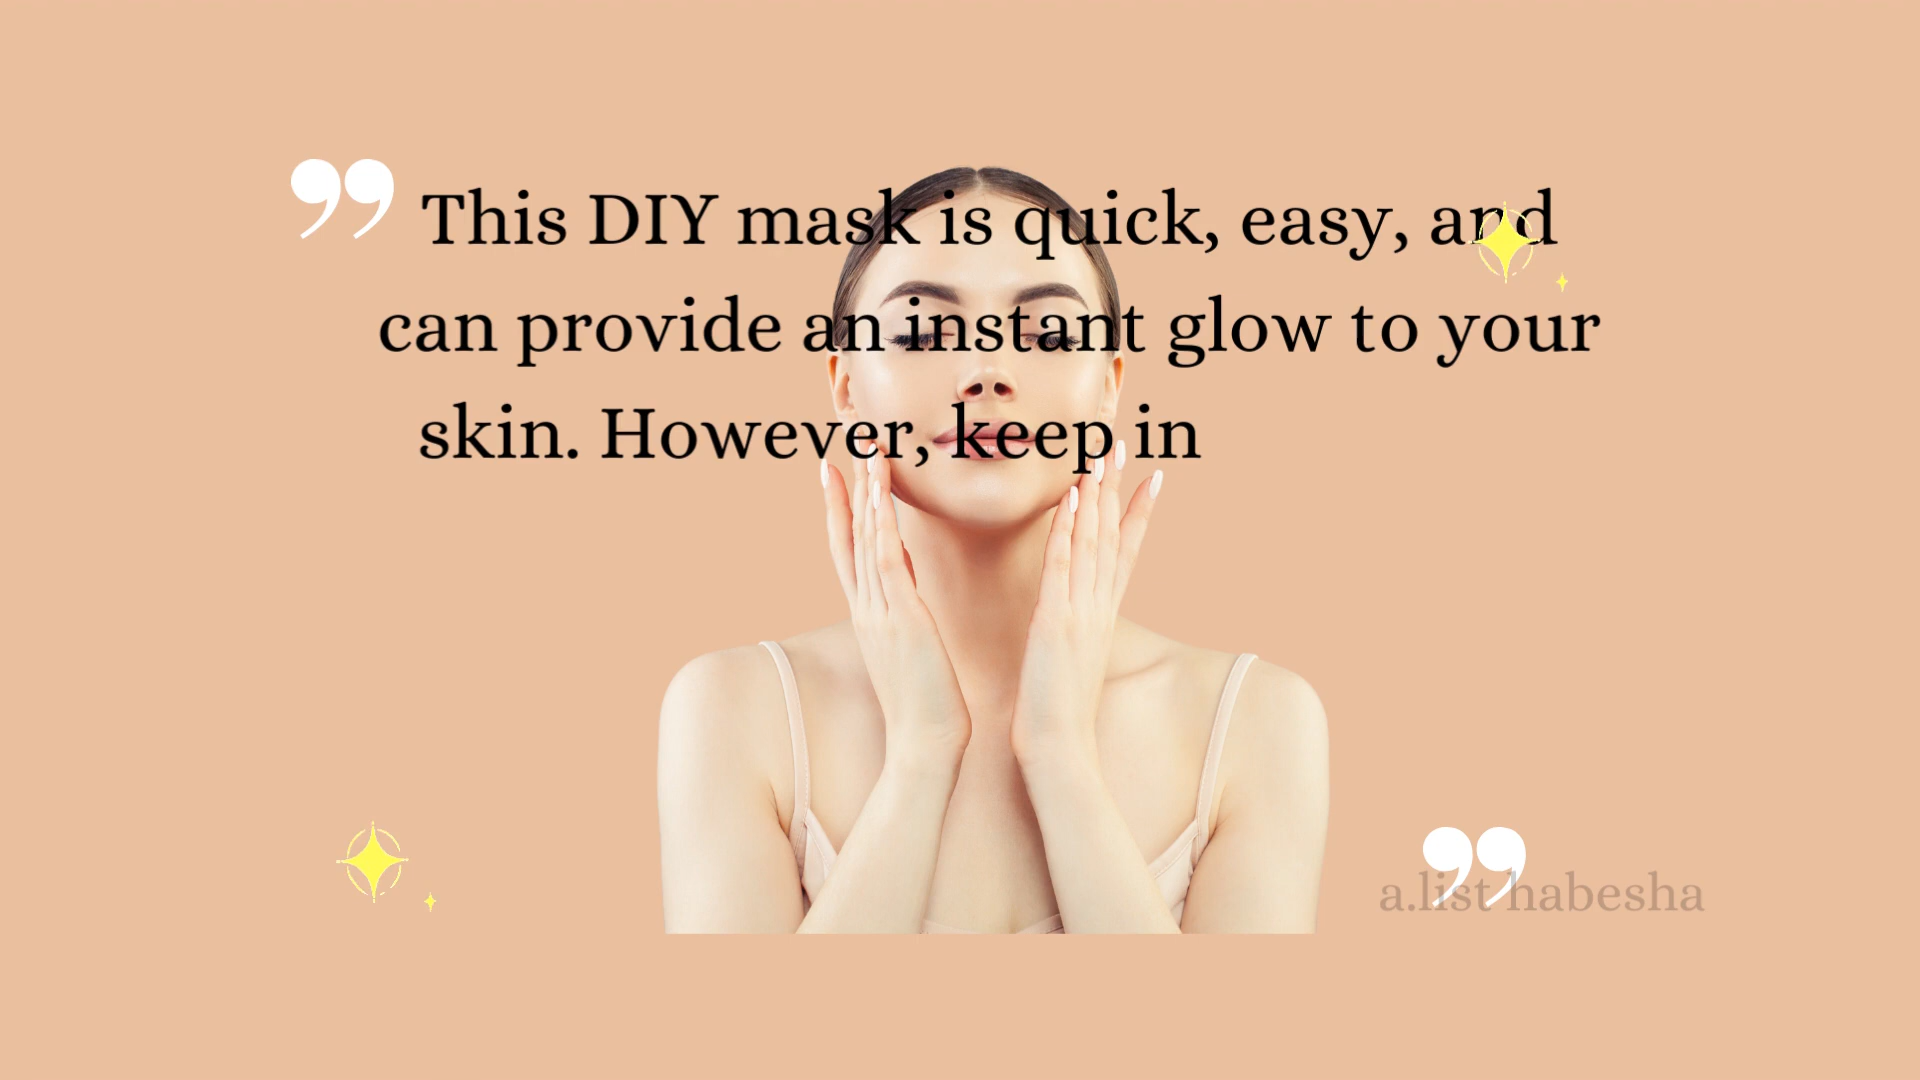 ” This DIY mask is quick, easy, and
can provide an instant glow to your
skin. However, keep in
”
a.list habesha